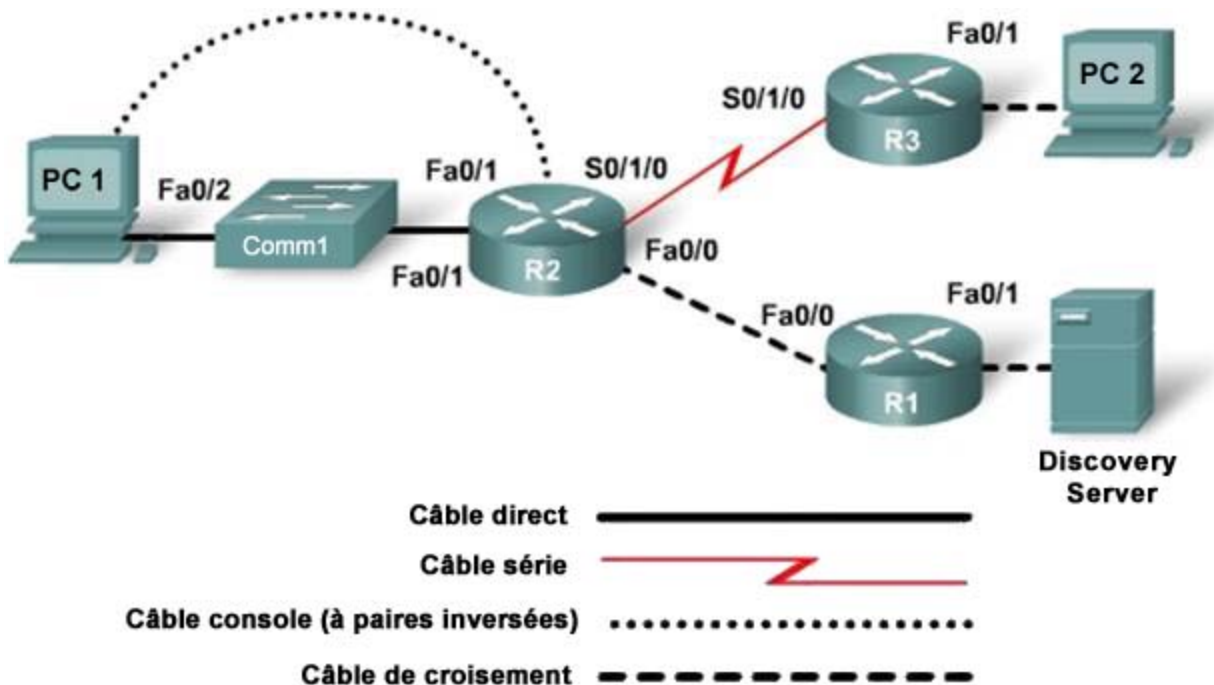 Fa0/1
PC 2
S0/1/0
R3
PC 1
Fa0/2
Fa0/1
S0/1/0
Comm1
R2
Fa0/0
Fa0/1
Fa0/1
Fa0/0
R1
Discovery
Server
Câble direct
Câble série
Câble console (à paires inversées)
Câble de croisement